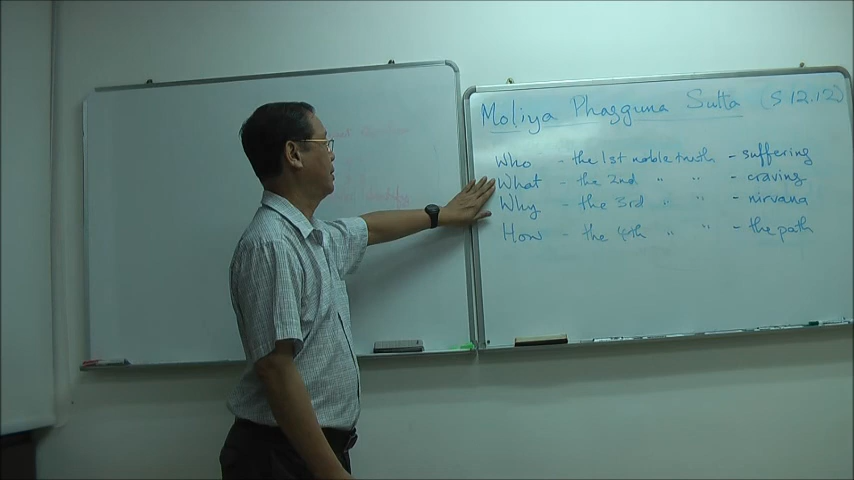 Moliya Phagguna Sutta (S 12.12)
Who - the 1st noble truth - suffering
What - the 2nd " " - craving
Why - the 3rd " " - nirvana
How - the 4th " " - the path